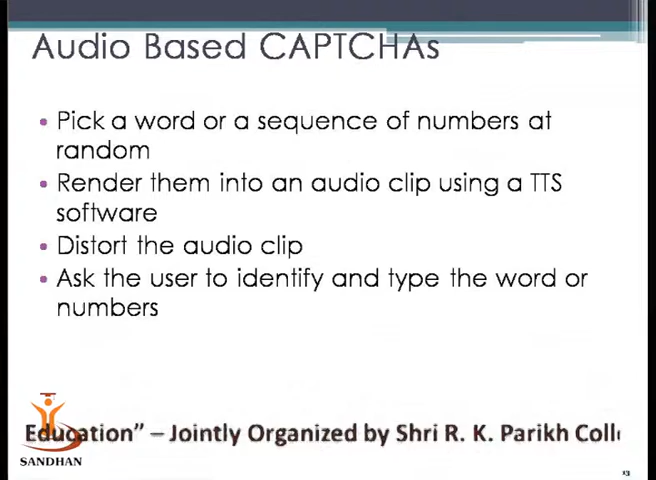 Audio Based CAPTCHAs
• Pick a word or a sequence of numbers at
random
• Render them into an audio clip using a TTS
software
• Distort the audio clip
• Ask the user to identify and type the word or
numbers
Education” – Jointly Organized by Shri R. K. Parikh
SANDHAN
13